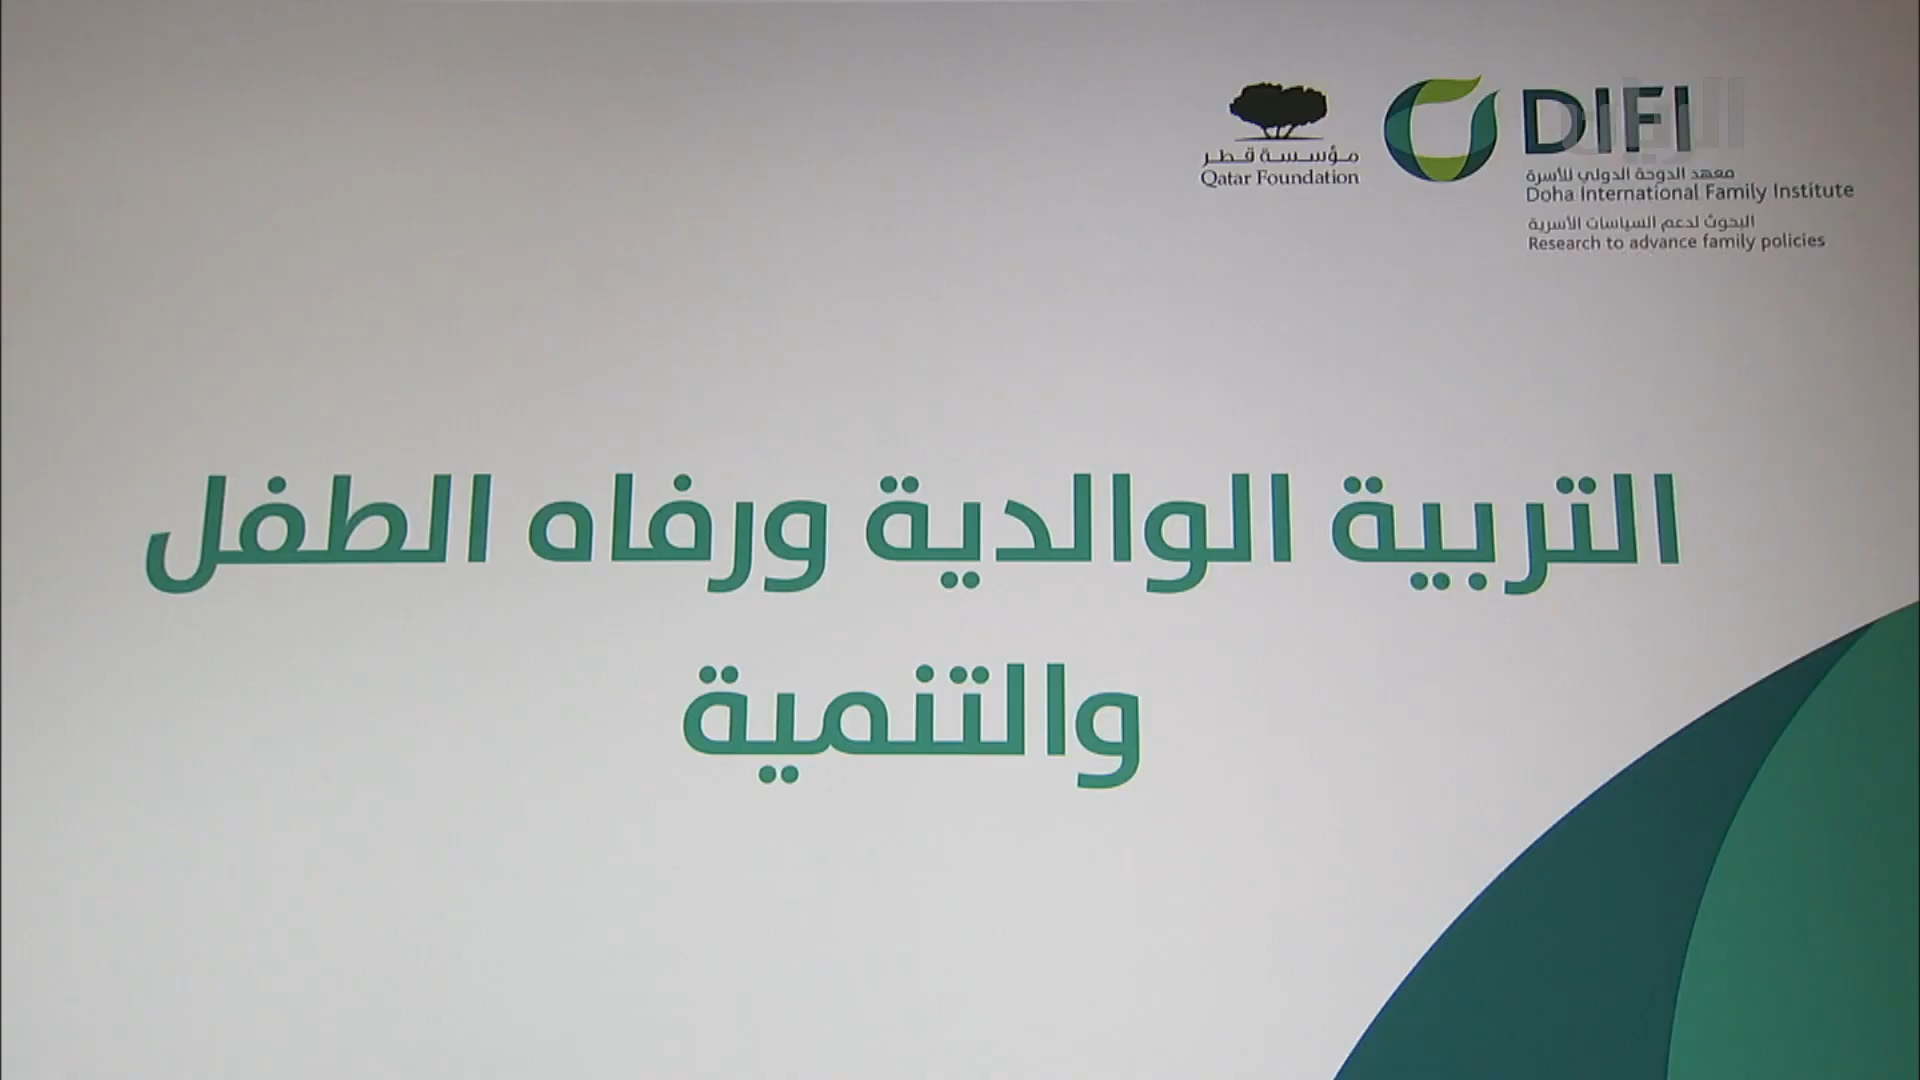 مؤسسة قطر
Qatar Foundation
DIFI
الريان
معهد الدوحة الدولي للأسرة
Doha International Family Institute
البحوث لدعم السياسات الأسرية
Research to advance family policies
التربية الوالدية ورفاه الطفل
والتنمية